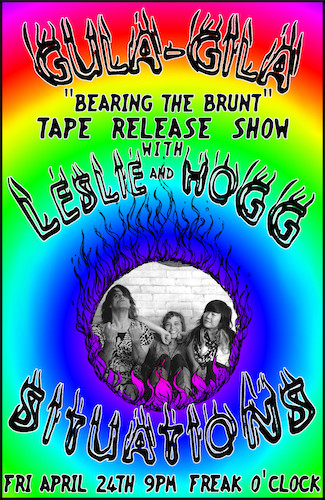 GULA-GILA
"BEARING THE BRUNT"
TAPE RELEASE SHOW
WITH
LESLIE AND HOGG
SITUATIONS
FRI APRIL 24TH 9PM FREAK O'CLOCK